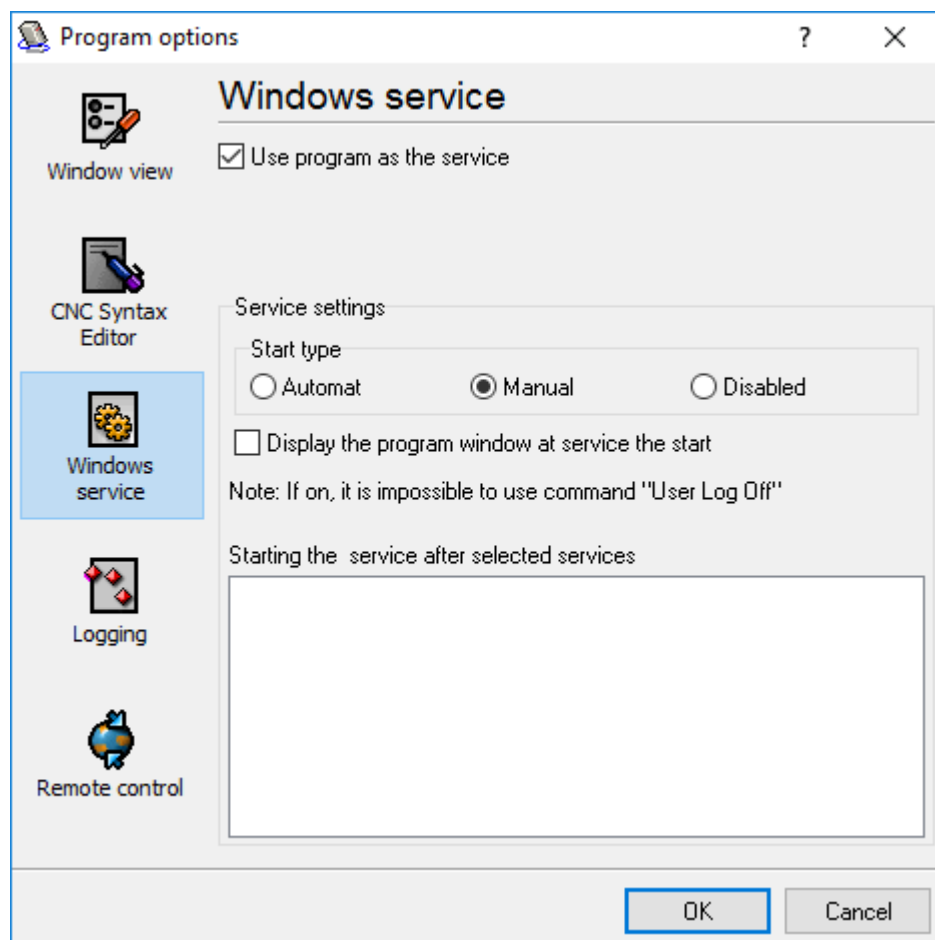 Program options
?
Window view
CNC Syntax
Editor
Windows
service
Logging
Remote control
Windows service
Use program as the service
Service settings
Start type
Automat
Manual
Disabled
Display the program window at service the start
Note: If on, it is impossible to use command "User Log Off"
Starting the  service after selected services
OK
Cancel